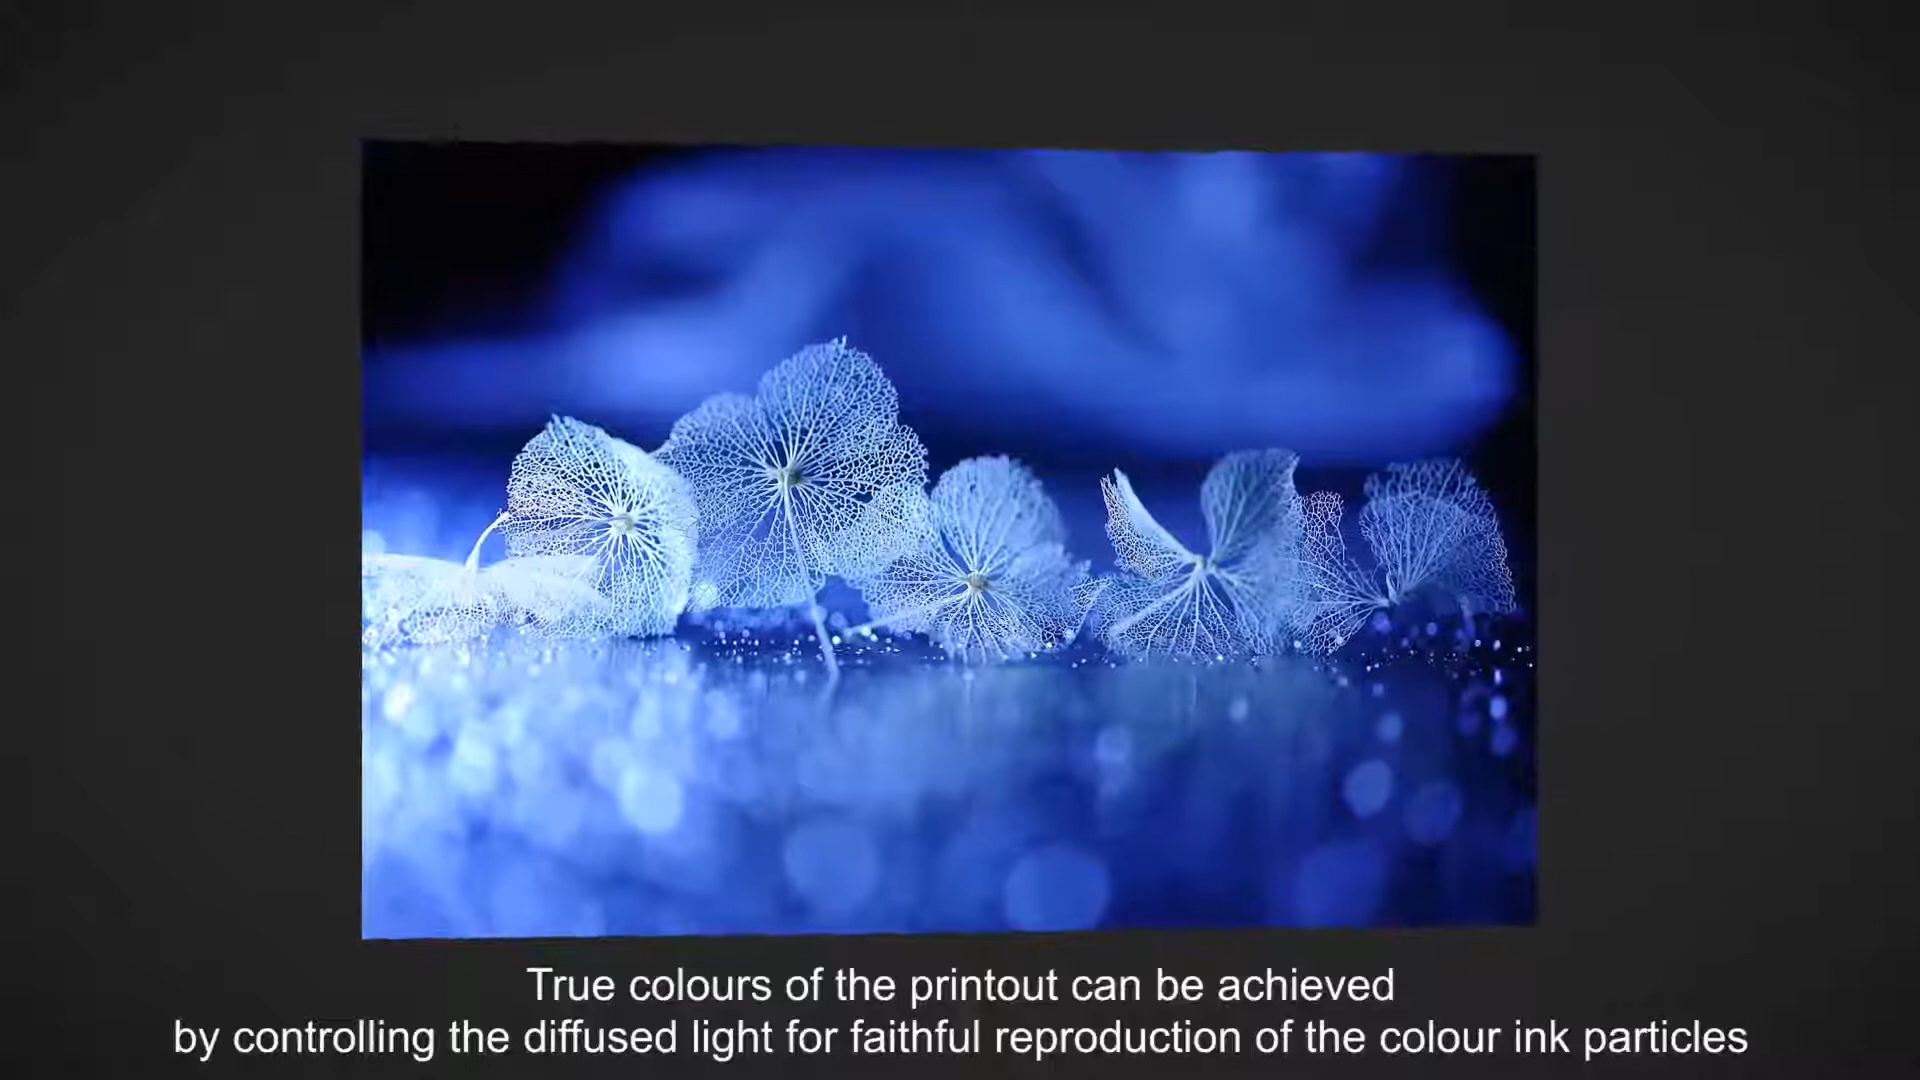 True colours of the printout can be achieved
by controlling the diffused light for faithful reproduction of the colour ink particles